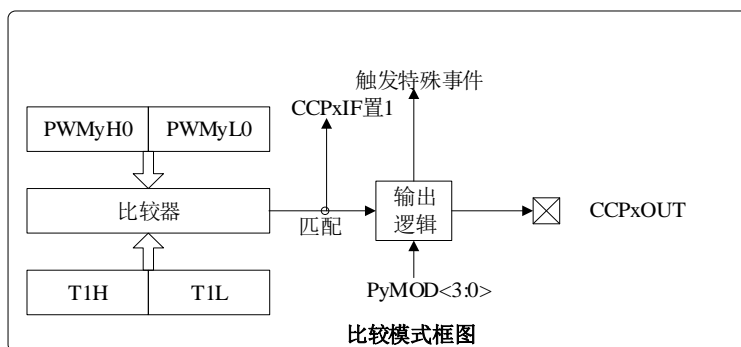 触发特殊事件
CCPxIF置1
PWMyH0 PWMyL0
比较器
匹配
输出
逻辑
CCPxOUT
T1H T1L
PyMOD<3:0>
比较模式框图